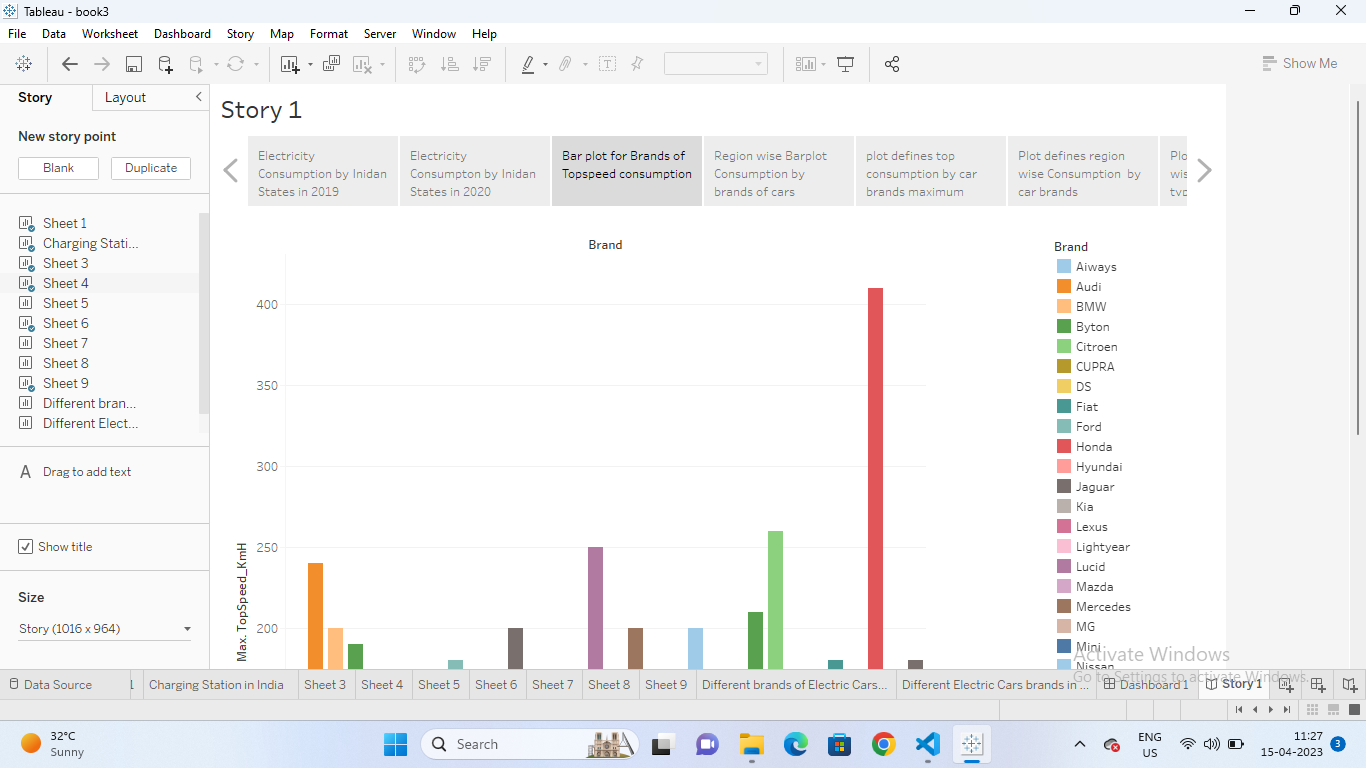 Tableau - book3
File Data Worksheet Dashboard Story Map Format Server Window Help
Show Me
Story Layout
New story point
Blank Duplicate
Sheet 1
Charging Stati...
Sheet 3
Sheet 4
Sheet 5
Sheet 6
Sheet 7
Sheet 8
Sheet 9
Different bran...
Different Elect...
A Drag to add text
Show title
Size
Story (1016 x 964)
Story 1
Electricity
Consumption by Inidan
States in 2019
Electricity
Consumpton by Inidan
States in 2020
Bar plot for Brands of
Topspeed consumption
Region wise Barplot
Consumption by
brands of cars
plot defines top
consumption by car
brands maximum
Plot defines region
wise Consumption by
car brands
Plo
wis
Brand
400
350
300
250
200
Max. TopSpeed_KmH
Brand
Aiways
Audi
BMW
Byton
Citroen
CUPRA
DS
Fiat
Ford
Honda
Hyundai
Jaguar
Kia
Lexus
Lightyear
Lucid
Mazda
Mercedes
MG
Mini
Nissan
Activate Windows
Go to Settings to activate Windows.
Data Source 1 Charging Station in India Sheet 3 Sheet 4 Sheet 5 Sheet 6 Sheet 7 Sheet 8 Sheet 9 Different brands of Electric Cars... Different Electric Cars brands in ... Dashboard 1 Story 1
32°C
Sunny
Search
ENG
US
11:27
15-04-2023
3